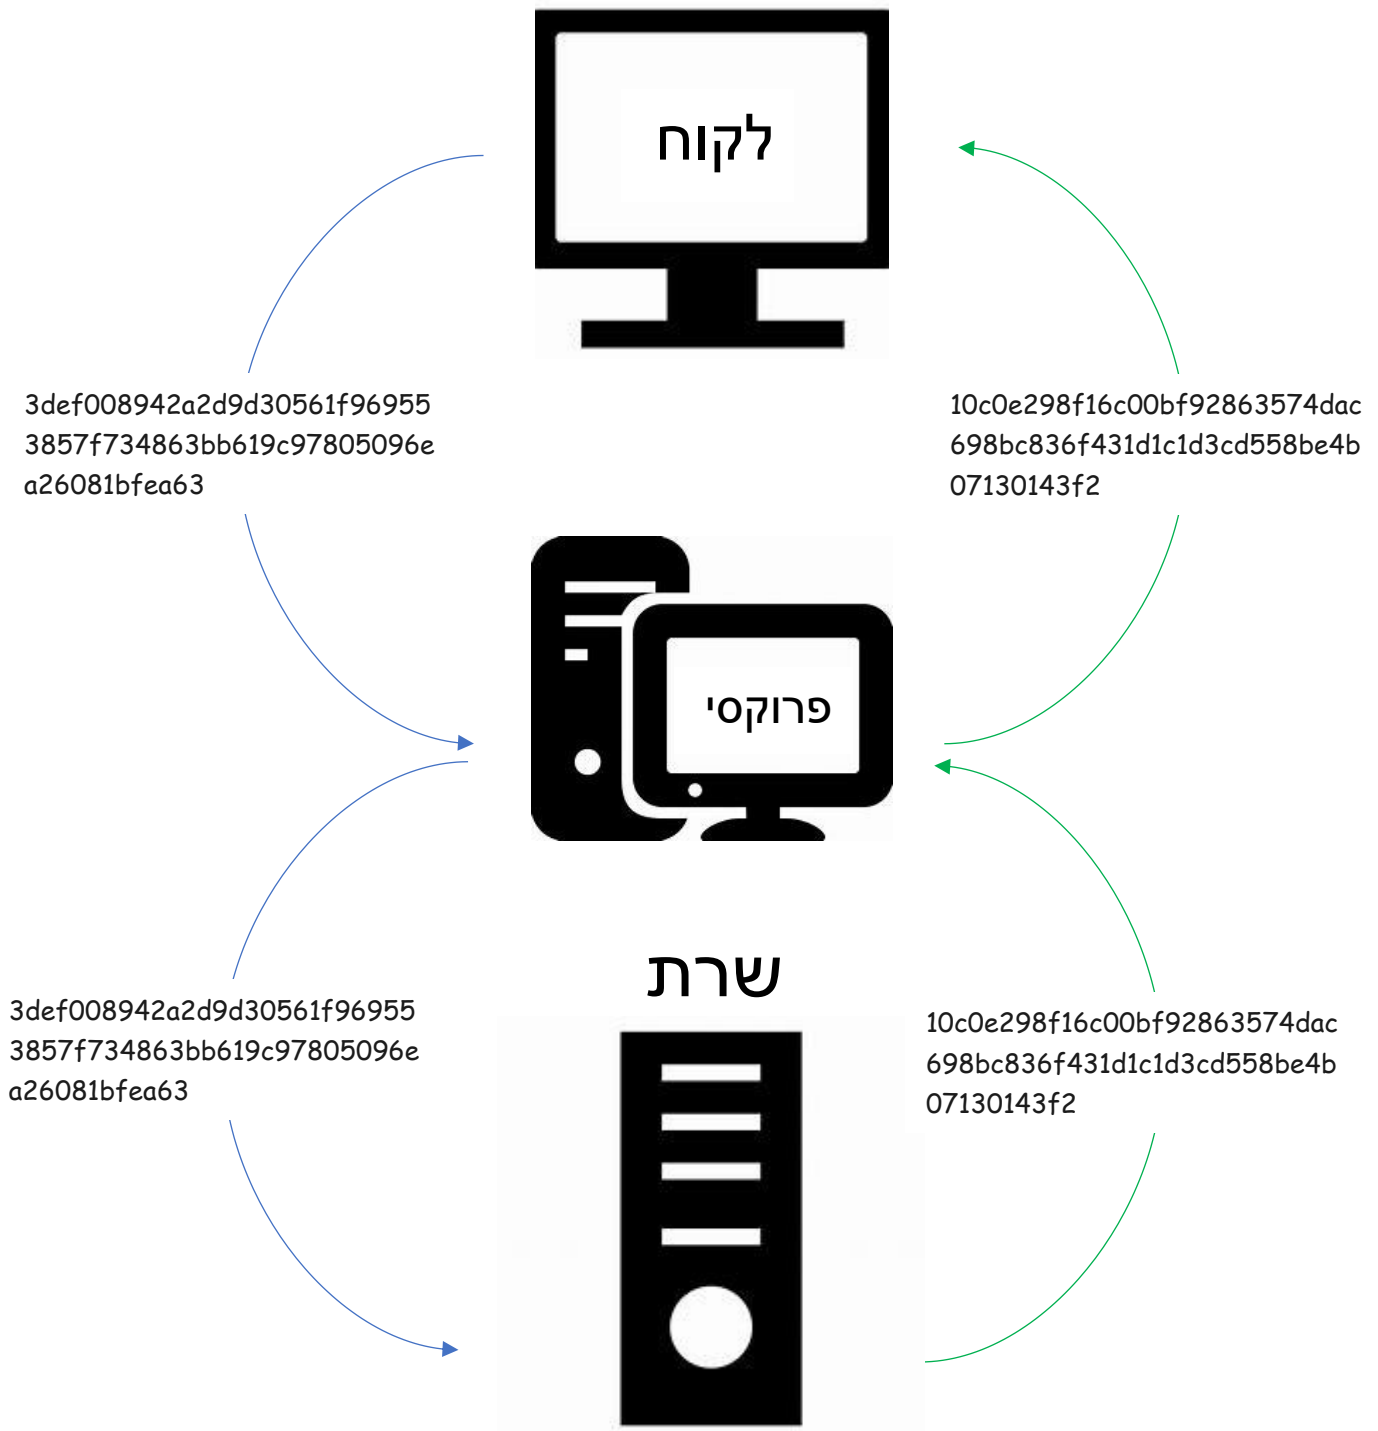 לקוח
3def008942a2d9d30561f96955
3857f734863bb619c97805096e
a26081bfea63
10c0e298f16c00bf92863574dac
698bc836f431d1c1d3cd558be4b
07130143f2
פרוקסי
שרת
3def008942a2d9d30561f96955
3857f734863bb619c97805096e
a26081bfea63
10c0e298f16c00bf92863574dac
698bc836f431d1c1d3cd558be4b
07130143f2